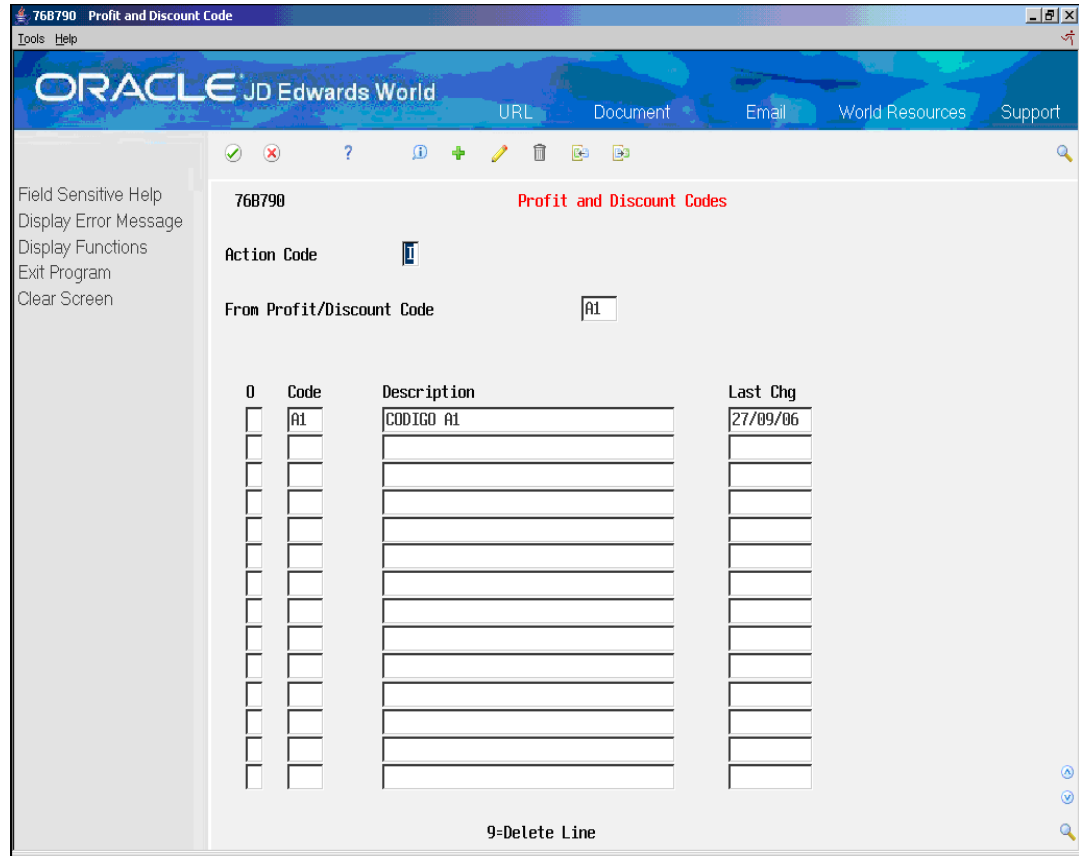 76B790 Profit and Discount Code
Tools Help
ORACLE JD Edwards World
URL Document Email World Resources Support
?
Field Sensitive Help
Display Error Message
Display Functions
Exit Program
Clear Screen
76B790 Profit and Discount Codes
Action Code I
From Profit/Discount Code A1
O Code Description Last Chg
A1 CODIGO A1 27/09/06
9=Delete Line